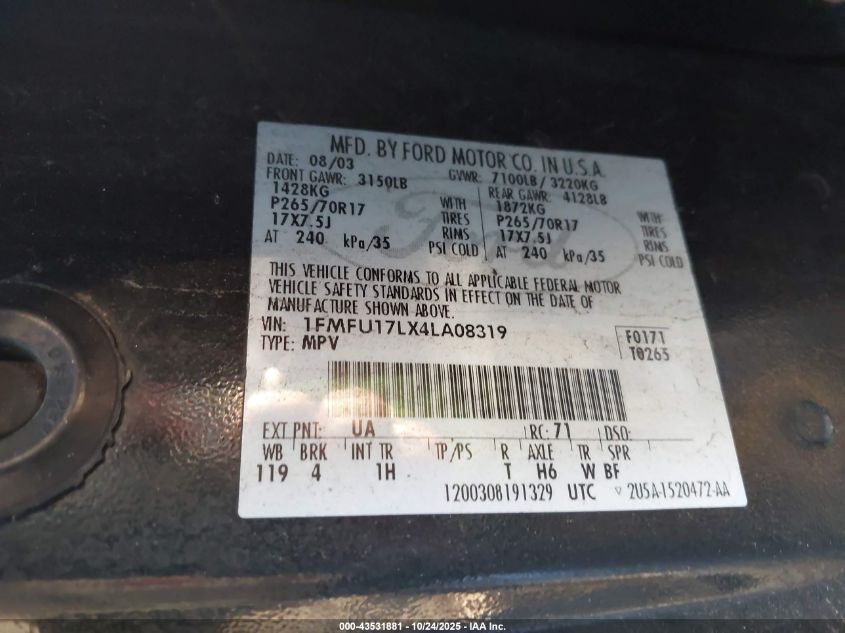 MFD. BY FORD MOTOR CO. IN U.S.A.
DATE: 08/03 GVWR: 7100LB/ 3220KG
FRONT GAWR: 3150LB REAR GAWR: 4128LB
1428KG WITH 1872KG WITH
P265/70R17 TIRES P265/70R17 TIRES
17X7.5J RIMS 17X7.5J RIMS
AT 240 kPa/35 PSI COLD AT 240 kPa/35 PSI COLD
Ford
THIS VEHICLE CONFORMS TO ALL APPLICABLE FEDERAL MOTOR
VEHICLE SAFETY STANDARDS IN EFFECT ON THE DATE OF
MANUFACTURE SHOWN ABOVE.
VIN: 1FMFU17LX4LA08319 F0171
TYPE: MPV T0265
EXT PNT: UA RC: 71 DSO:
WB BRK INT TR TP/PS R AXLE TR SPR
119 4 1H T H6 W BF
1200308191329 UTC ▽ 2U5A-1520472-AA
000-43531881 - 10/24/2025 - IAA Inc.